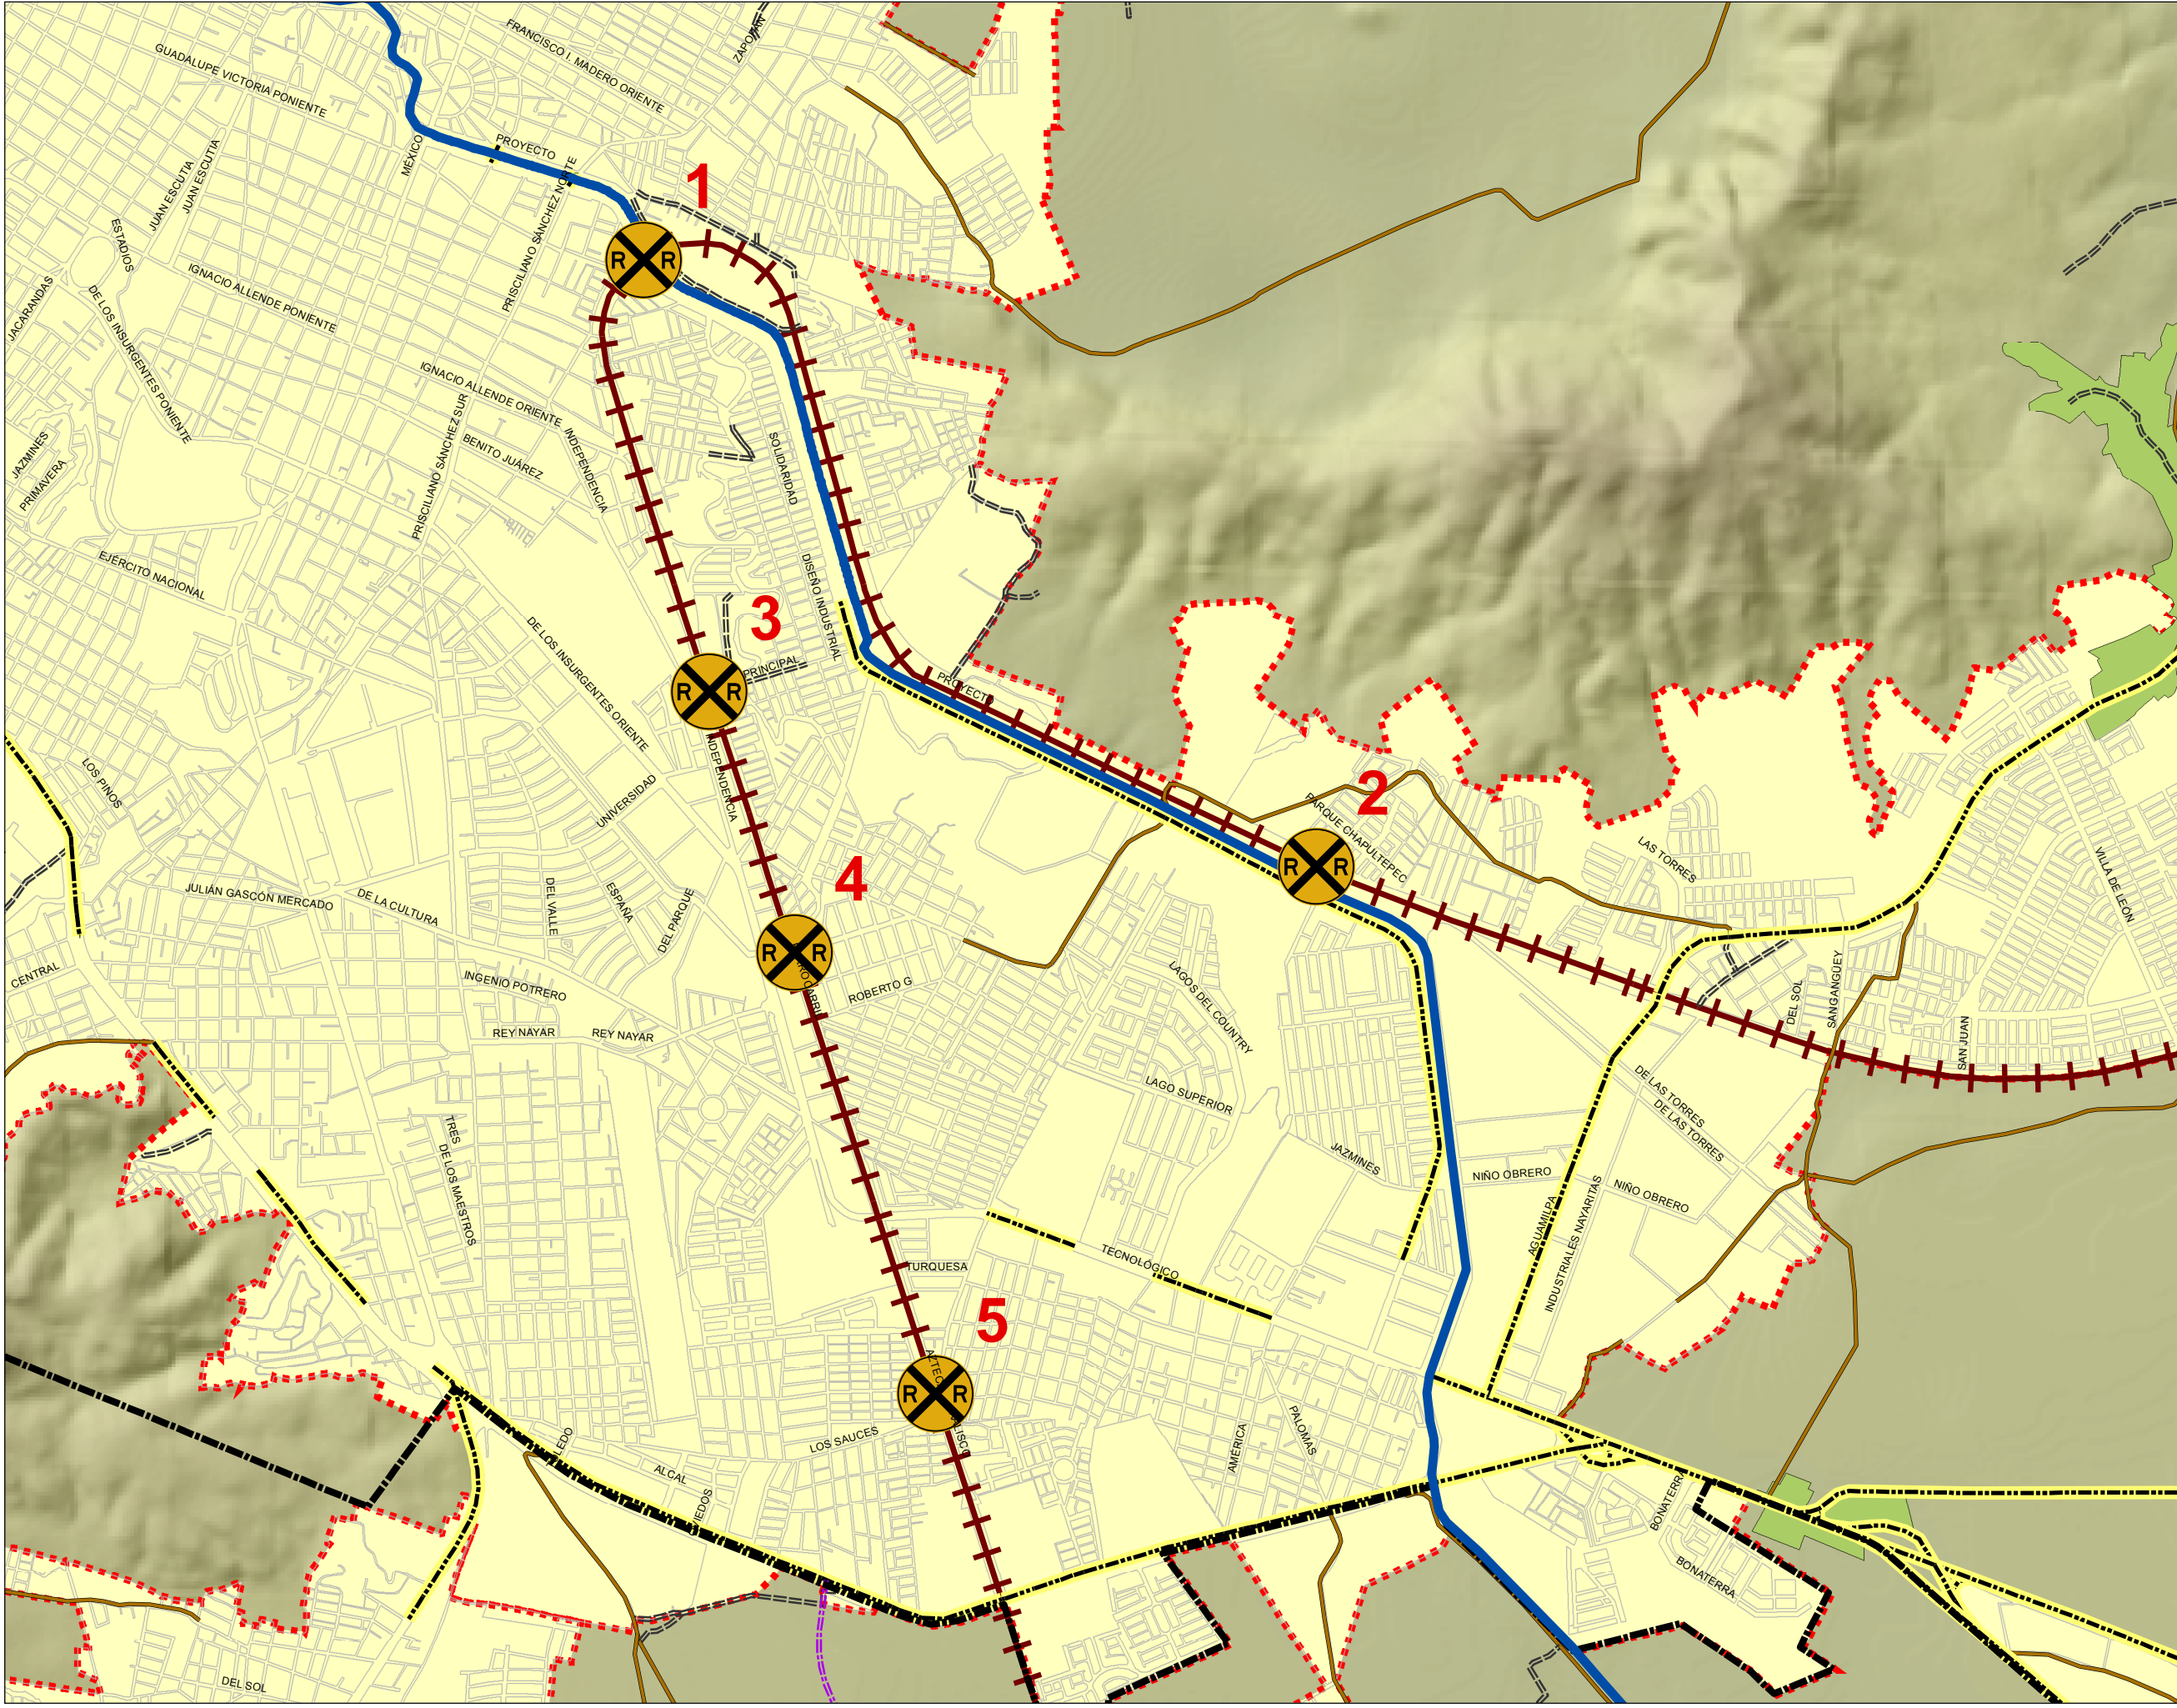 FRANCISCO I. MADERO ORIENTE
ZAPOPAN
GUADALUPE VICTORIA PONIENTE
PROYECTO
MÉXICO
JUAN ESCUTIA
JUAN ESCUTIA
1
PRISCILIANO SÁNCHEZ NORTE
ESTADIOS
R R
IGNACIO ALLENDE PONIENTE
JACARANDAS
DE LOS INSURGENTES PONIENTE
IGNACIO ALLENDE ORIENTE
PRISCILIANO SÁNCHEZ SUR
BENITO JUÁREZ
INDEPENDENCIA
SOLIDARIDAD
JAZMINES
PRIMAVERA
EJÉRCITO NACIONAL
DISEÑO INDUSTRIAL
3
DE LOS INSURGENTES ORIENTE
PRINCIPAL
R R
PROYECTO
INDEPENDENCIA
LOS PINOS
UNIVERSIDAD
2
PARQUE CHAPULTEPEC
R R
LAS TORRES
VILLA DE LEÓN
4
JULIÁN GASCÓN MERCADO
DE LA CULTURA
DEL VALLE
ESPAÑA
DEL PARQUE
R R
CENTRAL
INGENIO POTRERO
ROBERTO G
LAGOS DEL COUNTRY
DEL SOL
SANGANGÜEY
SAN JUAN
REY NAYAR
REY NAYAR
LAGO SUPERIOR
DE LAS TORRES
DE LAS TORRES
TRES
DE LOS MAESTROS
JAZMINES
NIÑO OBRERO
NIÑO OBRERO
AGUAMILPA
INDUSTRIALES NAYARITAS
TECNOLÓGICO
TURQUESA
5
R R
LOS SAUCES
AMÉRICA
PALOMAS
ALCAL
BONATERRA
BONATERRA
DEL SOL